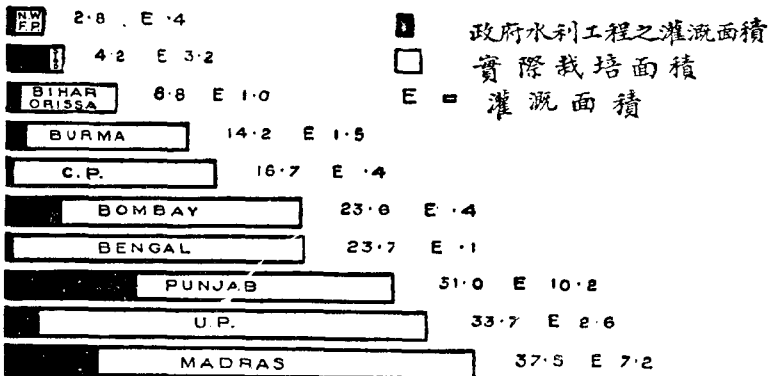 N.W. F.P. 2·8 E ·4
政府水利工程之灌溉面積
4·2 E 3·2
實際栽培面積
BIHAR ORISSA 8·8 E 1·0
E = 灌溉面積
BURMA 14·2 E 1·5
C.P. 16·7 E ·4
BOMBAY 23·6 E ·4
BENGAL 23·7 E ·1
PUNJAB 31·0 E 10·2
U.P. 33·7 E 2·6
MADRAS 37·5 E 7·2